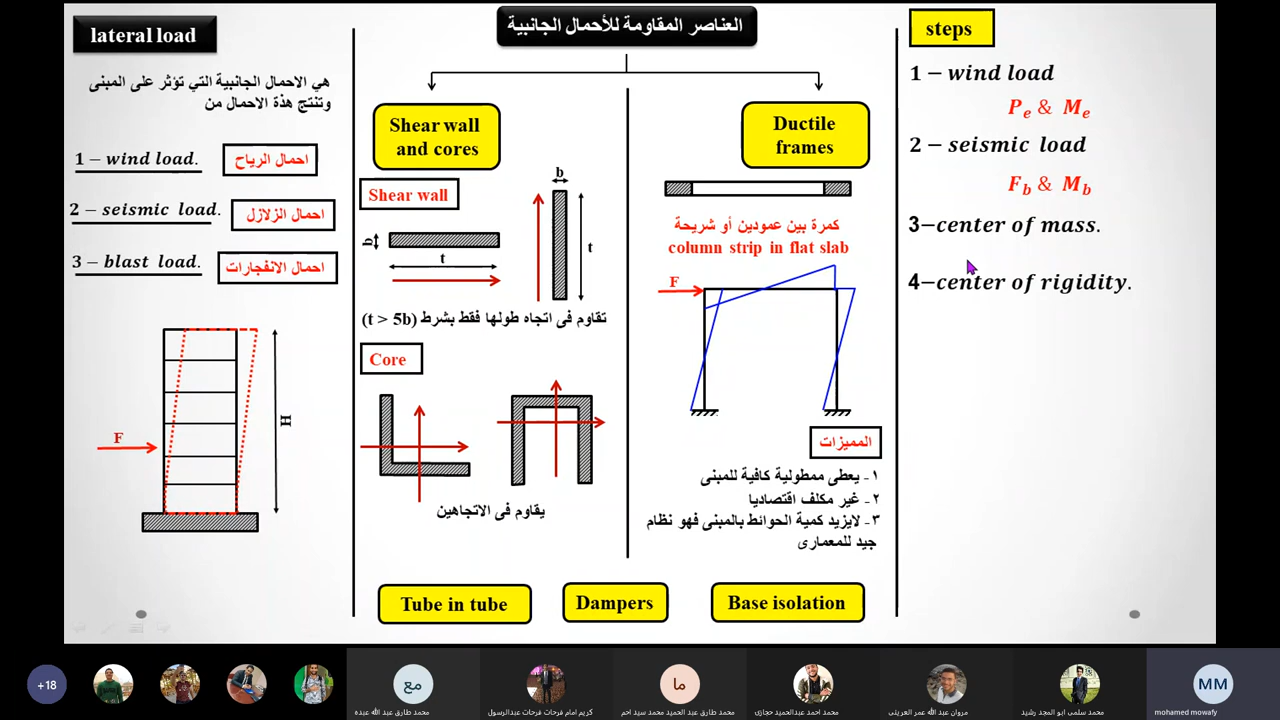 lateral load
هي الاحمال الجانبية التي تؤثر على المبنى
وتنتج هذة الاحمال من
1 – wind load.
احمال الرياح
2 – seismic load.
احمال الزلازل
3 – blast load.
احمال الانفجارات
F
H
العناصر المقاومة للأحمال الجانبية
Shear wall
and cores
Shear wall
b
t
b
t
تقاوم فى اتجاه طولها فقط بشرط (t > 5b)
Core
يقاوم فى الاتجاهين
Ductile
frames
كمرة بين عمودين أو شريحة
column strip in flat slab
F
المميزات
١- يعطى ممطولية كافية للمبنى
٢- غير مكلف اقتصاديا
٣- لايزيد كمية الحوائط بالمبنى فهو نظام
جيد للمعمارى
Tube in tube
Dampers
Base isolation
steps
1 – wind load
Pe & Me
2 – seismic load
Fb & Mb
3–center of mass.
4–center of rigidity.
+18
مع
محمد طارق عبد الله عبده
كريم امام فرحات فرحات عبدالرسول
ما
محمد طارق عبد الحميد محمد سيد احم
محمد احمد عبدالحميد حجازى
مروان عبد الله عمر العرينى
محمد سلمى ابو المجد رشيد
MM
mohamed mowafy